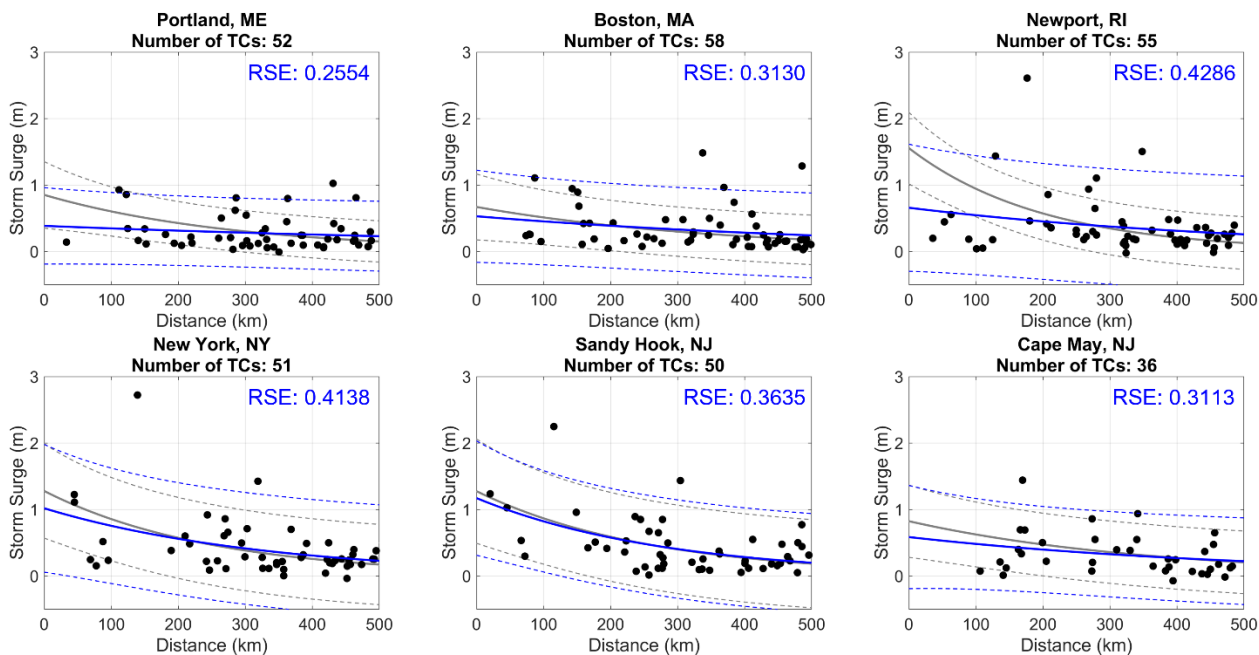 Portland, ME
Number of TCs: 52
RSE: 0.2554
Storm Surge (m)
3
2
1
0
0 100 200 300 400 500
Distance (km)
Boston, MA
Number of TCs: 58
RSE: 0.3130
Storm Surge (m)
3
2
1
0
0 100 200 300 400 500
Distance (km)
Newport, RI
Number of TCs: 55
RSE: 0.4286
Storm Surge (m)
3
2
1
0
0 100 200 300 400 500
Distance (km)
New York, NY
Number of TCs: 51
RSE: 0.4138
Storm Surge (m)
3
2
1
0
0 100 200 300 400 500
Distance (km)
Sandy Hook, NJ
Number of TCs: 50
RSE: 0.3635
Storm Surge (m)
3
2
1
0
0 100 200 300 400 500
Distance (km)
Cape May, NJ
Number of TCs: 36
RSE: 0.3113
Storm Surge (m)
3
2
1
0
0 100 200 300 400 500
Distance (km)